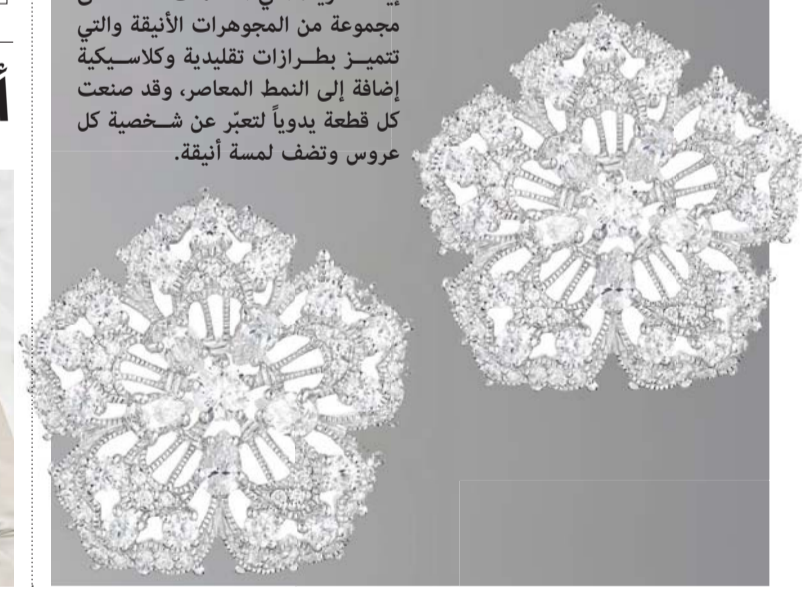 مجموعة من المجوهرات الأنيقة والتي
تتميــز بطــرازات تقليدية وكلاســيكية
إضافة إلى النمط المعاصر، وقد صنعت
كل قطعة يدوياً لتعبّر عن شــخصية كل
عروس وتضف لمسة أنيقة.
أ